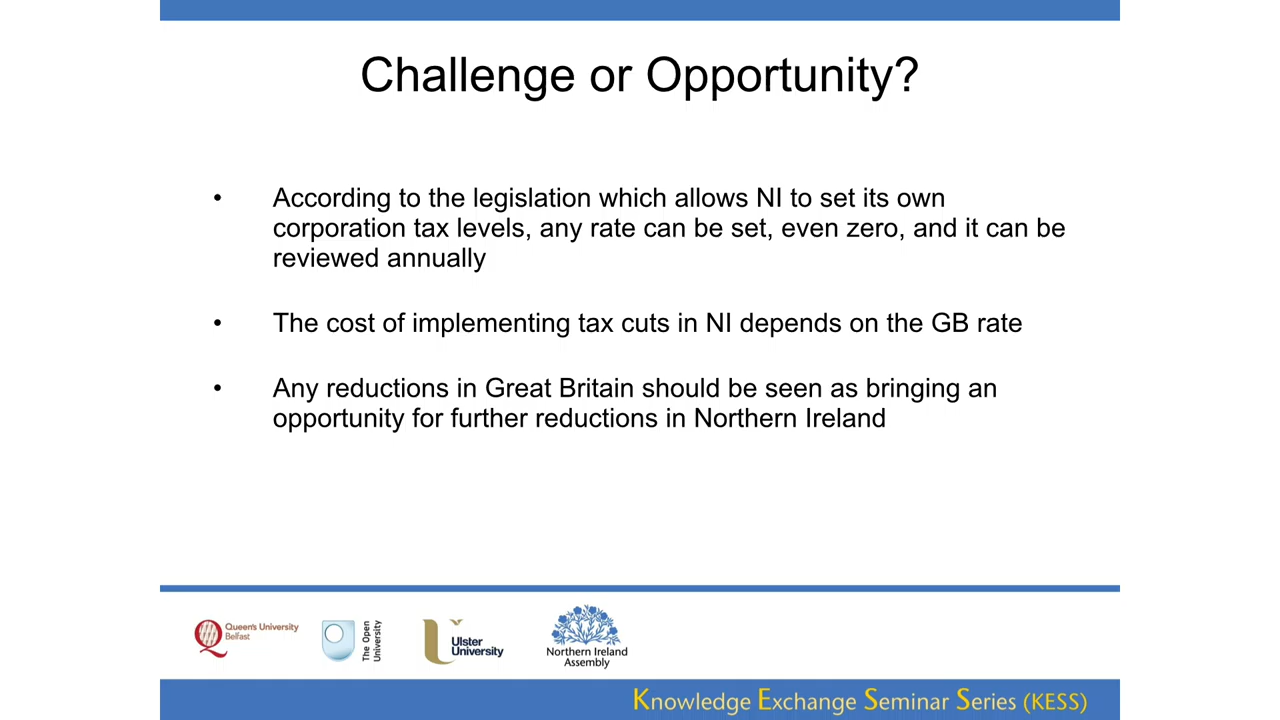 Challenge or Opportunity?
• According to the legislation which allows NI to set its own
corporation tax levels, any rate can be set, even zero, and it can be
reviewed annually
• The cost of implementing tax cuts in NI depends on the GB rate
• Any reductions in Great Britain should be seen as bringing an
opportunity for further reductions in Northern Ireland
Queen's University
Belfast
The Open
University
Ulster
University
Northern Ireland
Assembly
Knowledge Exchange Seminar Series (KESS)